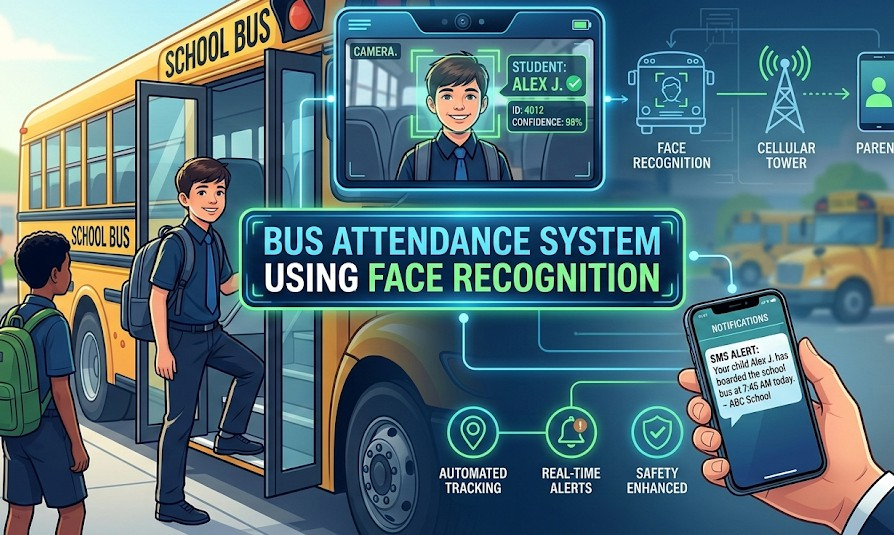 SCHOOL BUS
SCHOOL BUS
CAMERA.
STUDENT:
ALEX J.
ID: 4012
CONFIDENCE: 98%
FACE
RECOGNITION
CELLULAR
TOWER
PAREN
BUS ATTENDANCE SYSTEM
USING FACE RECOGNITION
NOTIFICATIONS
SMS ALERT:
Your child Alex J. has
boarded the school
bus at 7:45 AM today.
– ABC School
AUTOMATED
TRACKING
REAL-TIME
ALERTS
SAFETY
ENHANCED